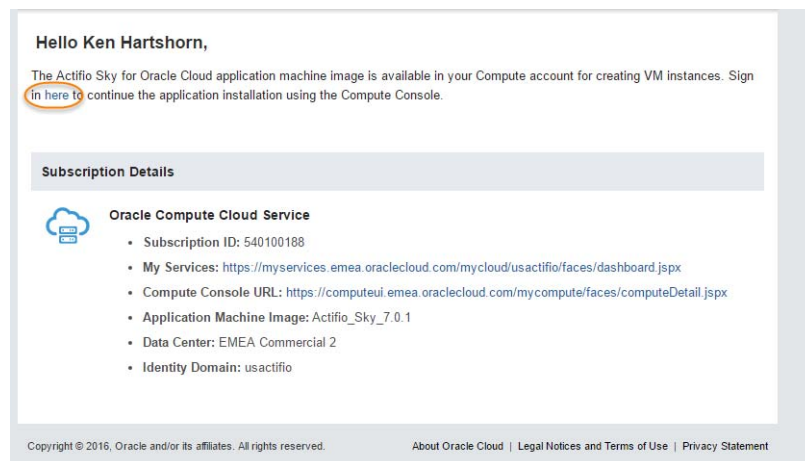 Hello Ken Hartshorn,
The Actifio Sky for Oracle Cloud application machine image is available in your Compute account for creating VM instances. Sign
in here to continue the application installation using the Compute Console.
Subscription Details
Oracle Compute Cloud Service
• Subscription ID: 540100188
• My Services: https://myservices.emea.oraclecloud.com/mycloud/usactifio/faces/dashboard.jspx
• Compute Console URL: https://computeui.emea.oraclecloud.com/mycompute/faces/computeDetail.jspx
• Application Machine Image: Actifio_Sky_7.0.1
• Data Center: EMEA Commercial 2
• Identity Domain: usactifio
Copyright © 2016, Oracle and/or its affiliates. All rights reserved. About Oracle Cloud | Legal Notices and Terms of Use | Privacy Statement